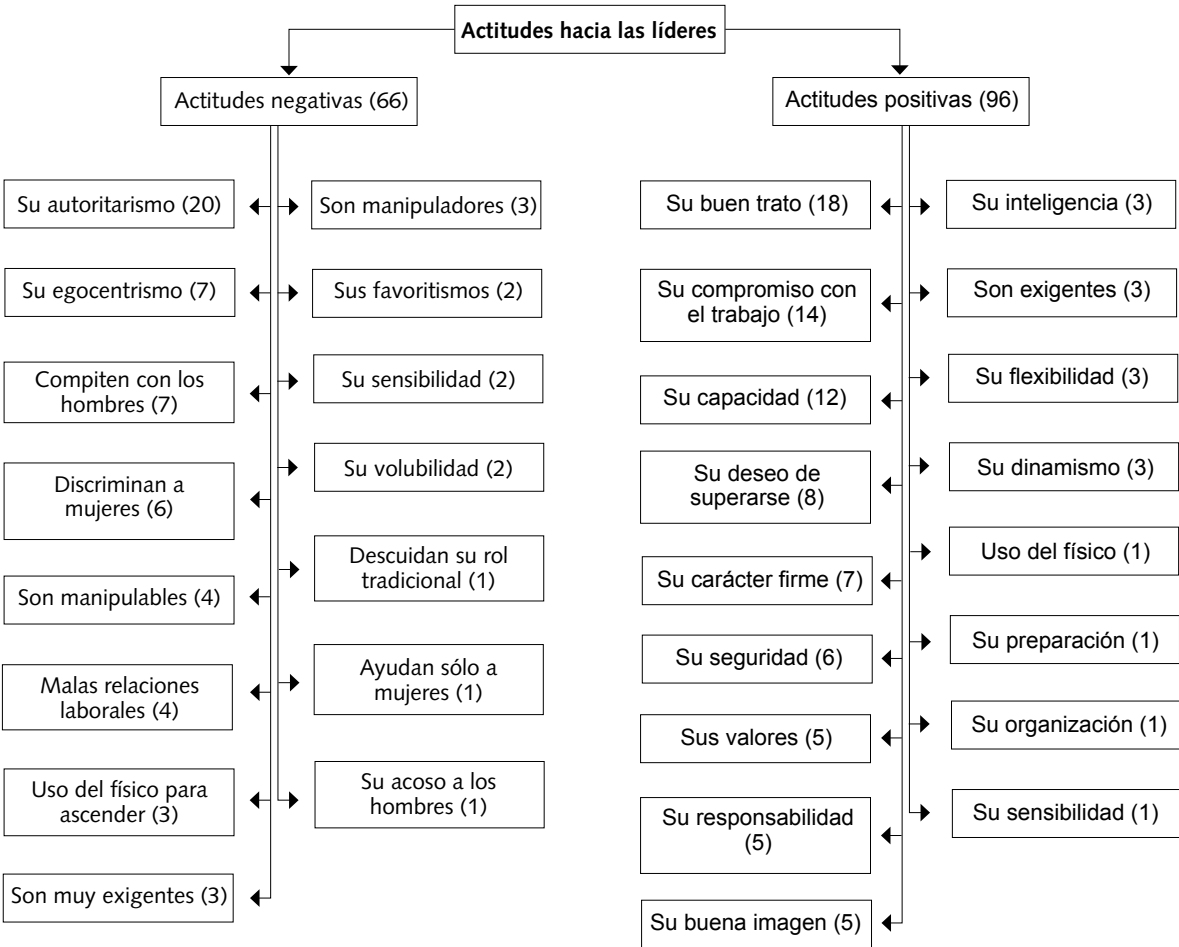 Actitudes hacia las líderes
Actitudes negativas (66)
Su autoritarismo (20)
Son manipuladores (3)
Su egocentrismo (7)
Sus favoritismos (2)
Compiten con los
hombres (7)
Su sensibilidad (2)
Discriminan a
mujeres (6)
Su volubilidad (2)
Son manipulables (4)
Descuidan su rol
tradicional (1)
Malas relaciones
laborales (4)
Ayudan sólo a
mujeres (1)
Uso del físico para
ascender (3)
Su acoso a los
hombres (1)
Son muy exigentes (3)
Actitudes positivas (96)
Su buen trato (18)
Su inteligencia (3)
Su compromiso con
el trabajo (14)
Son exigentes (3)
Su capacidad (12)
Su flexibilidad (3)
Su deseo de
superarse (8)
Su dinamismo (3)
Su carácter firme (7)
Uso del físico (1)
Su seguridad (6)
Su preparación (1)
Sus valores (5)
Su organización (1)
Su responsabilidad
(5)
Su sensibilidad (1)
Su buena imagen (5)